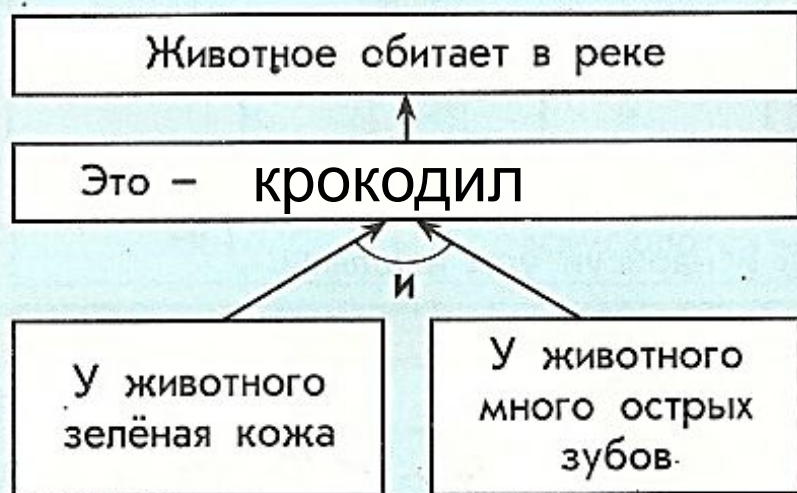 Животное обитает в реке
Это – крокодил
И
У животного
зелёная кожа
У животного
много острых
зубов.